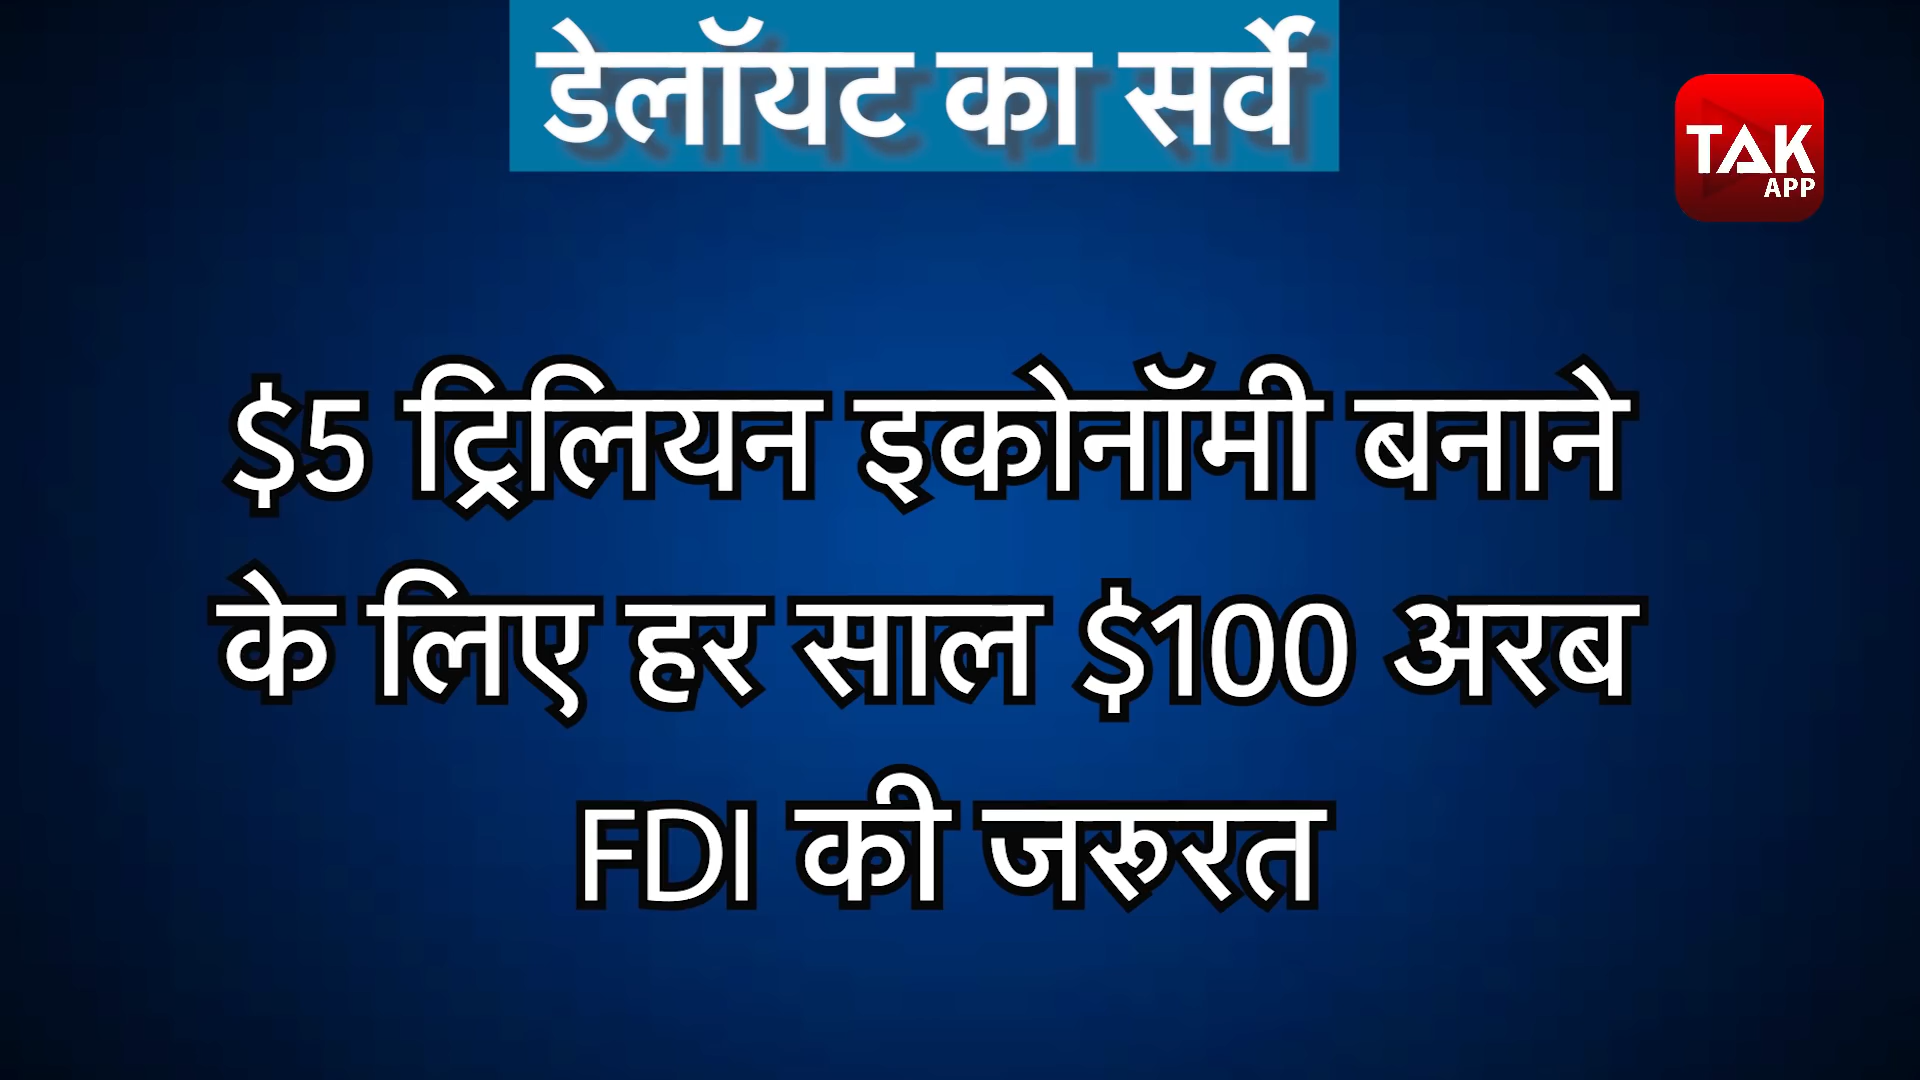 डेलॉयट का सर्वे
TAK
APP
$5 ट्रिलियन इकोनॉमी बनाने
के लिए हर साल $100 अरब
FDI की जरूरत